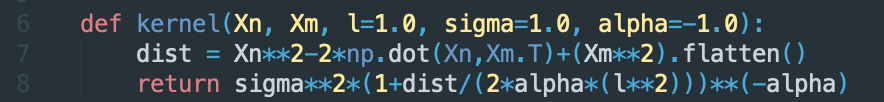 6 def kernel(Xn, Xm, l=1.0, sigma=1.0, alpha=-1.0):
7 dist = Xn**2-2*np.dot(Xn,Xm.T)+(Xm**2).flatten()
8 return sigma**2*(1+dist/(2*alpha*(l**2)))**(-alpha)